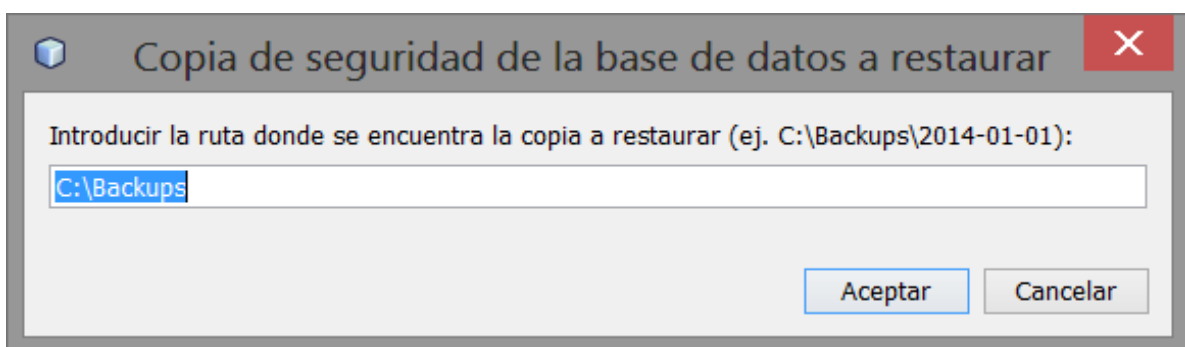 Copia de seguridad de la base de datos a restaurar
Introducir la ruta donde se encuentra la copia a restaurar (ej. C:\Backups\2014-01-01):
C:\Backups
Aceptar Cancelar